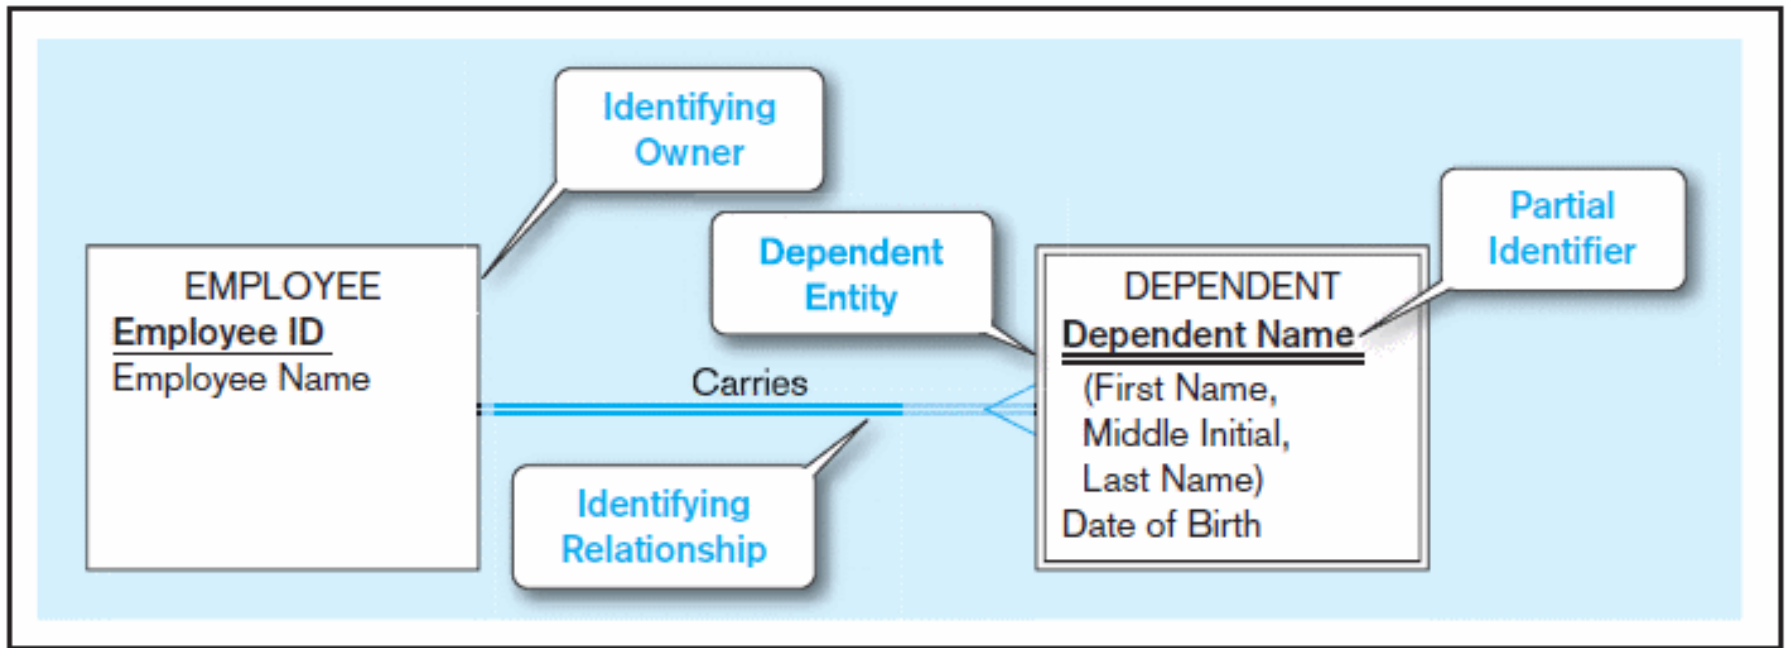 Identifying
Owner
Partial
Identifier
Dependent
Entity
EMPLOYEE
Employee ID
Employee Name
Carries
DEPENDENT
Dependent Name
(First Name,
Middle Initial,
Last Name)
Date of Birth
Identifying
Relationship